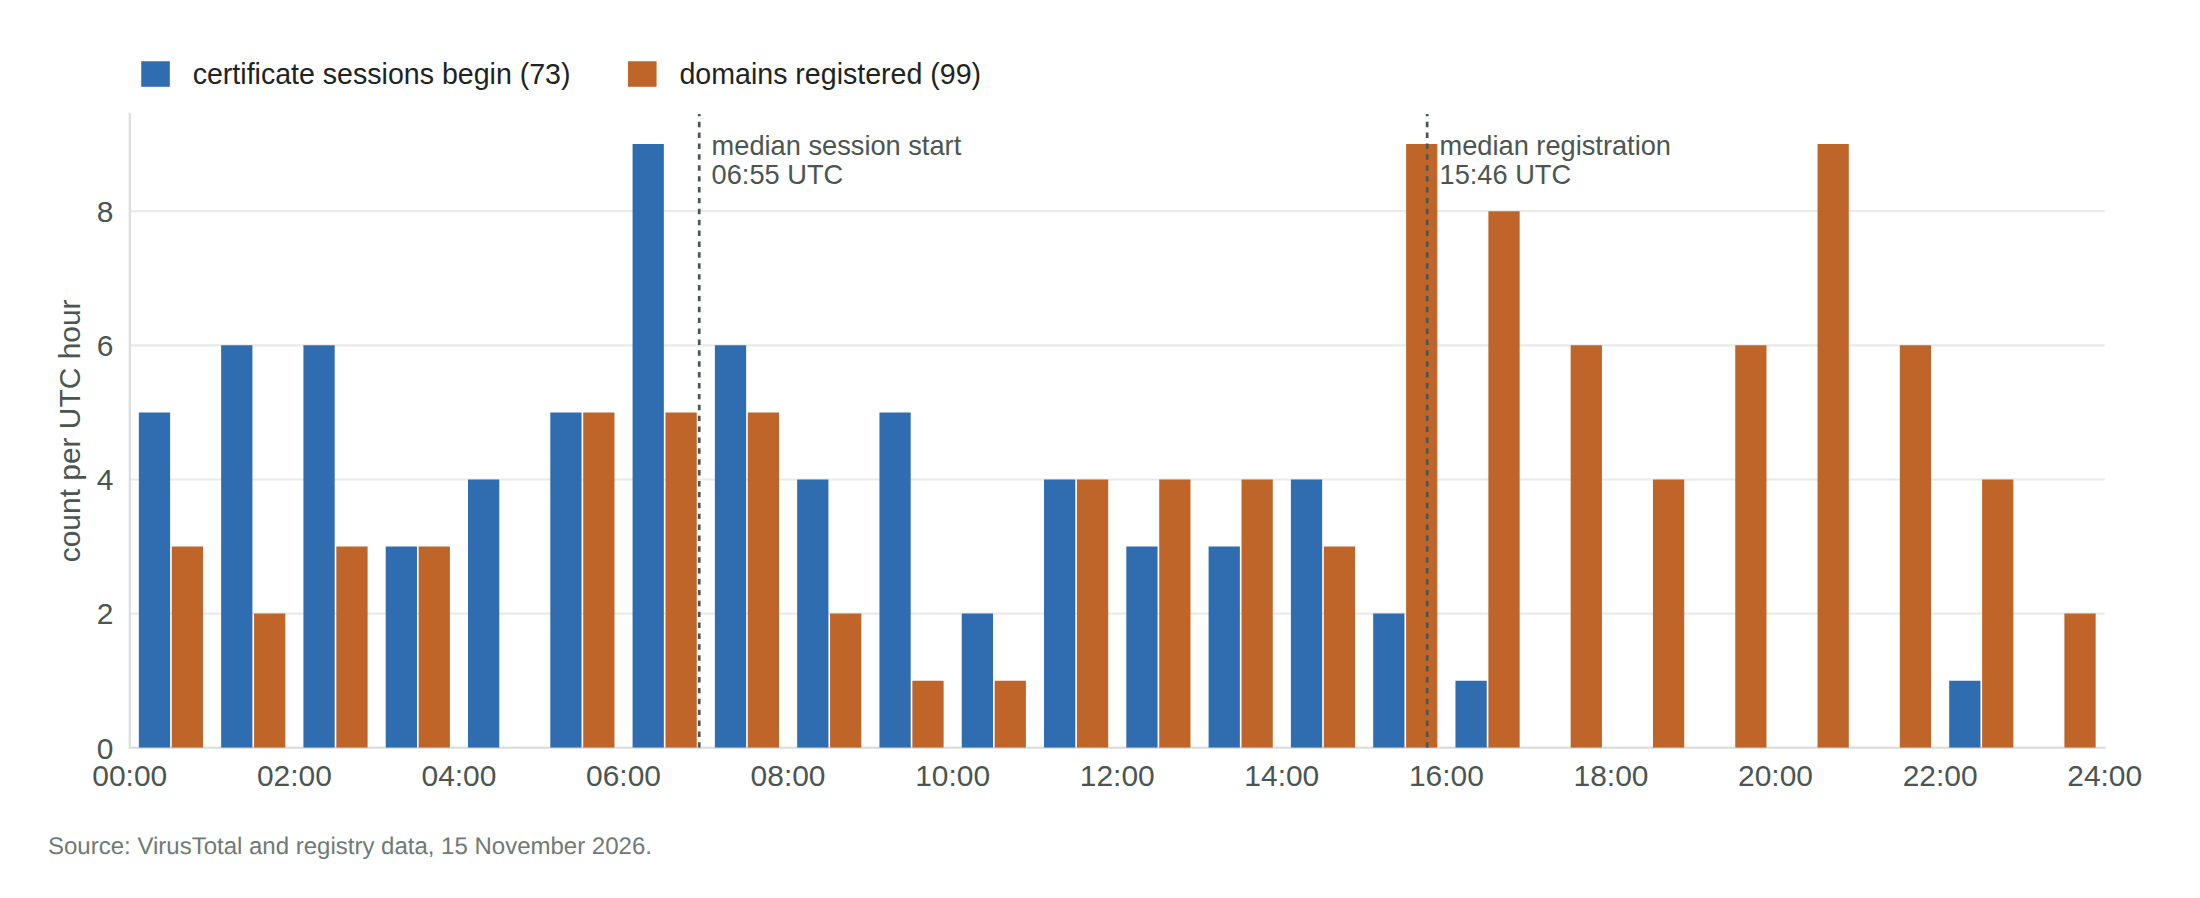 certificate sessions begin (73)
domains registered (99)
median session start
06:55 UTC
median registration
15:46 UTC
count per UTC hour
8
6
4
2
0
00:00 02:00 04:00 06:00 08:00 10:00 12:00 14:00 16:00 18:00 20:00 22:00 24:00
Source: VirusTotal and registry data, 15 November 2026.